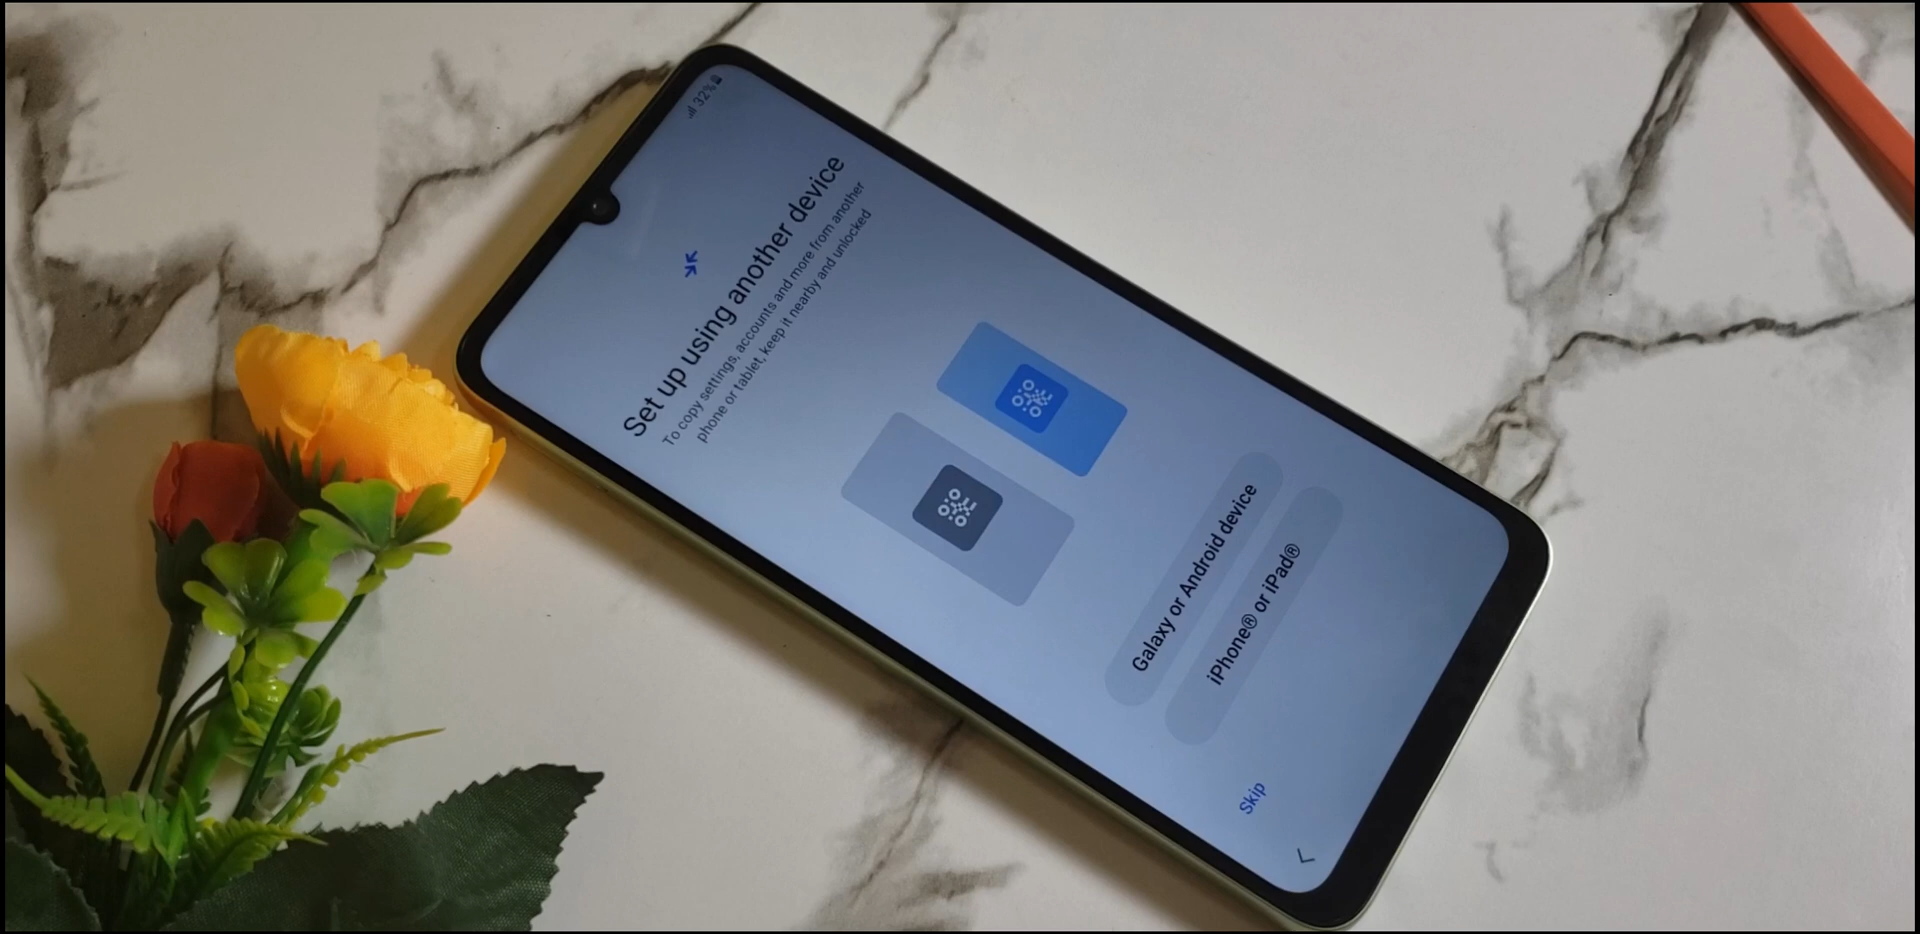 32%
Set up using another device
To copy settings, accounts and more from another
phone or tablet, keep it nearby and unlocked
Galaxy or Android device
iPhone® or iPad®
Skip